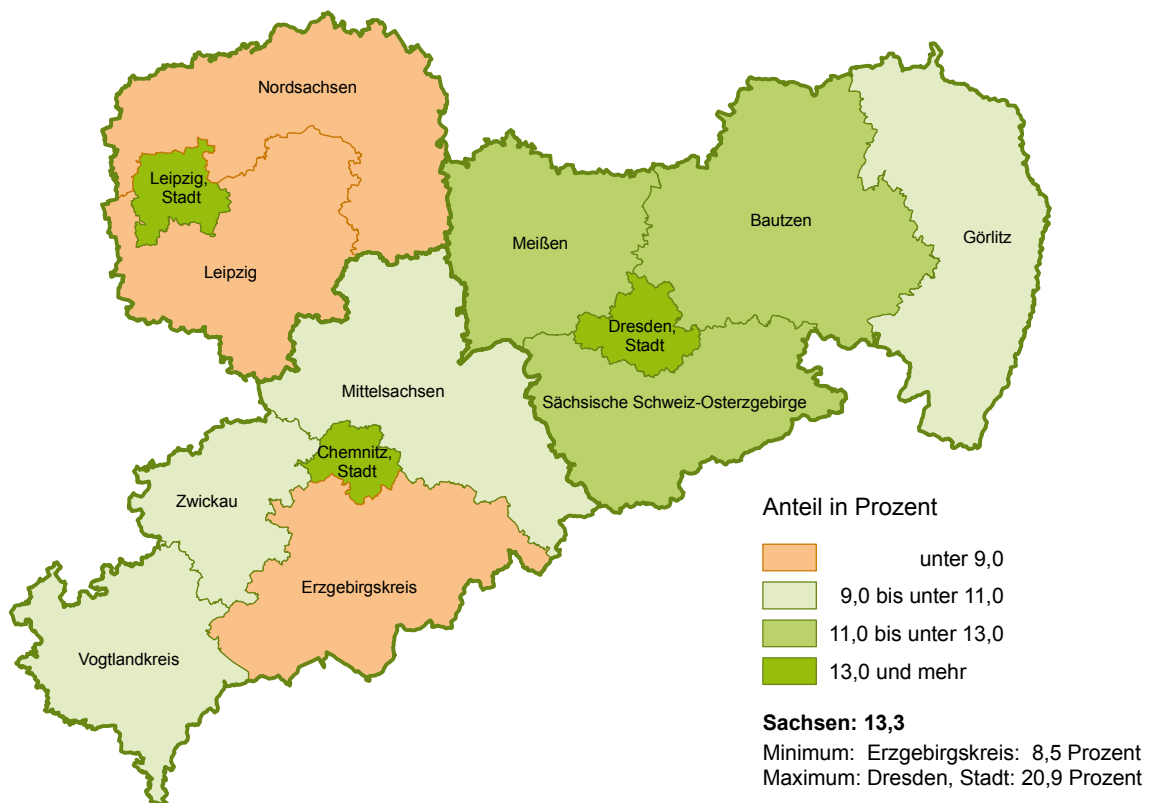 Nordsachsen
Leipzig,
Stadt
Leipzig
Meißen
Bautzen
Görlitz
Dresden,
Stadt
Mittelsachsen
Sächsische Schweiz-Osterzgebirge
Chemnitz,
Stadt
Zwickau
Erzgebirgskreis
Vogtlandkreis
Anteil in Prozent
unter 9,0
9,0 bis unter 11,0
11,0 bis unter 13,0
13,0 und mehr
Sachsen: 13,3
Minimum: Erzgebirgskreis: 8,5 Prozent
Maximum: Dresden, Stadt: 20,9 Prozent